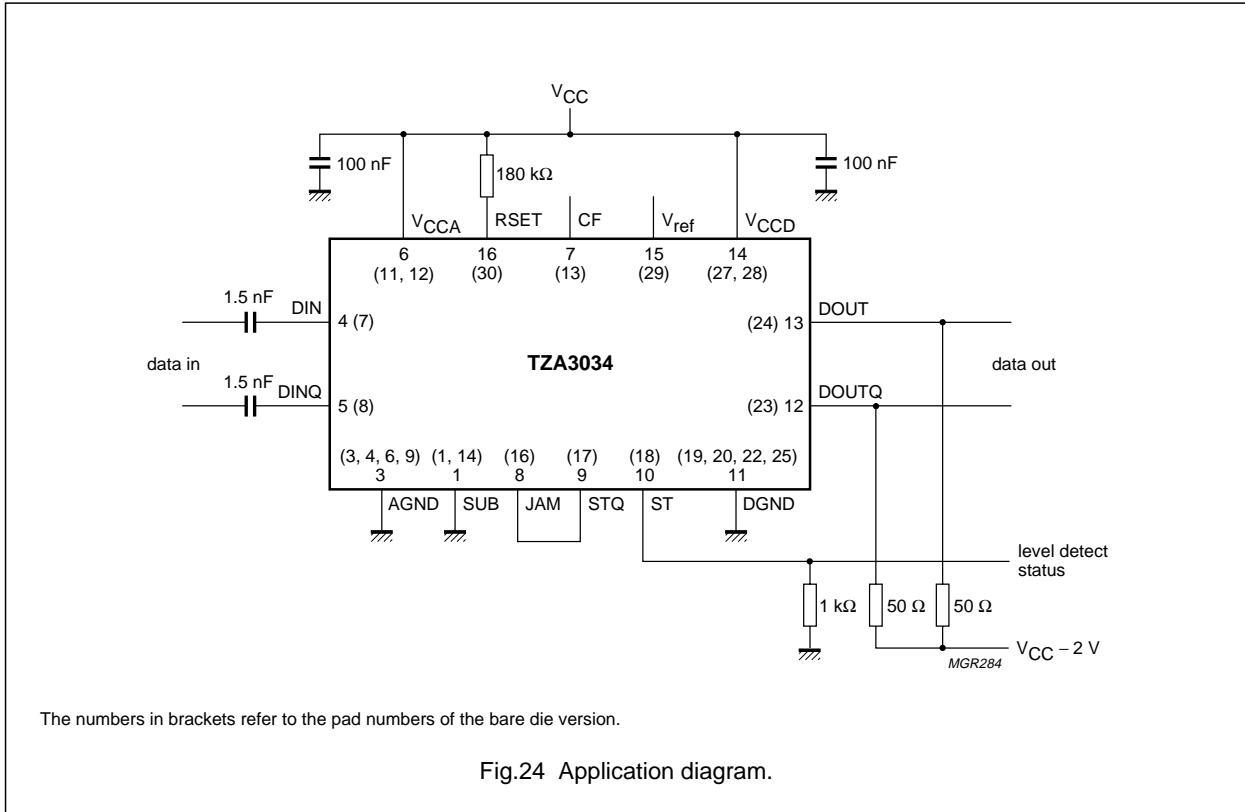 VCC
100 nF
180 kΩ
100 nF
VCCA
RSET
CF
Vref
VCCD
6
16
7
15
14
(11, 12)
(30)
(13)
(29)
(27, 28)
1.5 nF
DIN
4 (7)
(24) 13
DOUT
data in
TZA3034
data out
1.5 nF
DINQ
5 (8)
(23) 12
DOUTQ
(3, 4, 6, 9)
(1, 14)
(16)
(17)
(18)
(19, 20, 22, 25)
3
1
8
9
10
11
AGND
SUB
JAM
STQ
ST
DGND
level detect
status
1 kΩ
50 Ω
50 Ω
VCC – 2 V
MGR284
The numbers in brackets refer to the pad numbers of the bare die version.
Fig.24 Application diagram.